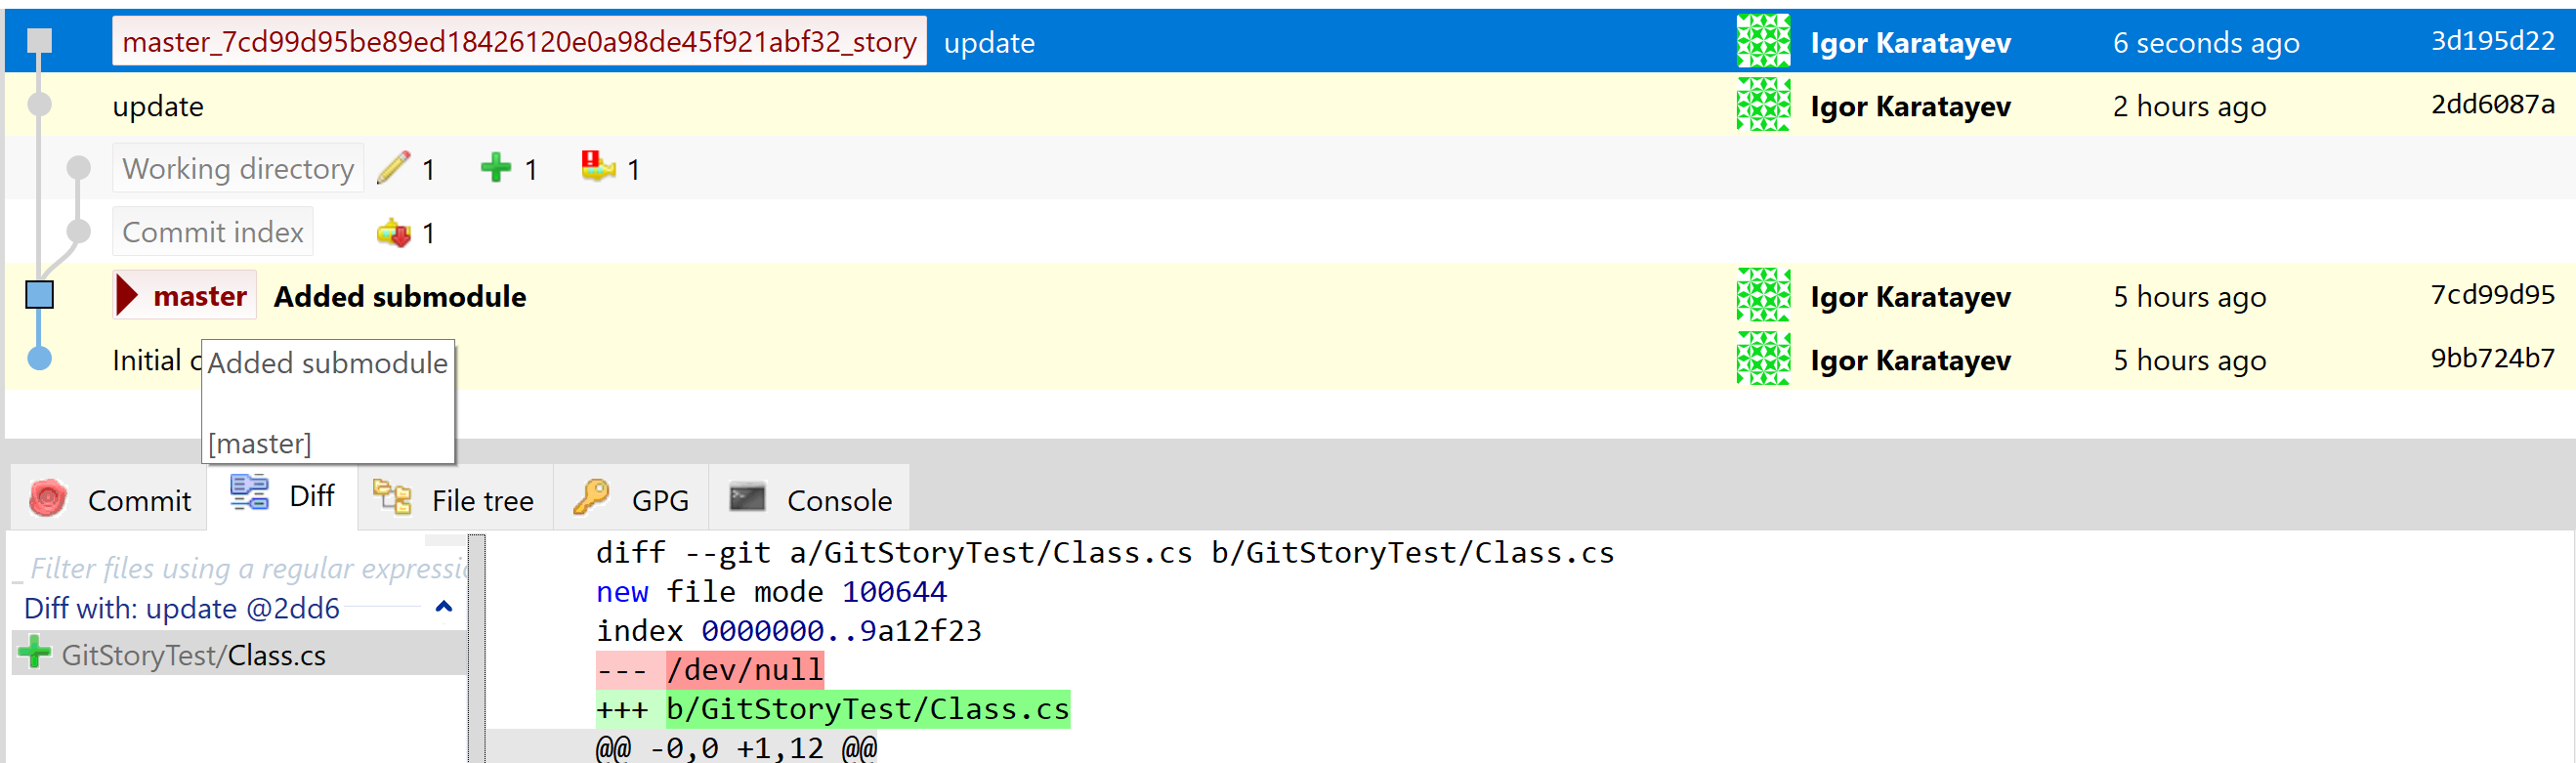 master_7cd99d95be89ed18426120e0a98de45f921abf32_story update Igor Karatayev 6 seconds ago 3d195d22
update Igor Karatayev 2 hours ago 2dd6087a
Working directory 1 1 1
Commit index 1
master Added submodule Igor Karatayev 5 hours ago 7cd99d95
Initial c Igor Karatayev 5 hours ago 9bb724b7
Added submodule
[master]
Commit Diff File tree GPG Console
_ Filter files using a regular
Diff with: update @2dd6
GitStoryTest/Class.cs
diff --git a/GitStoryTest/Class.cs b/GitStoryTest/Class.cs
new file mode 100644
index 0000000..9a12f23
--- /dev/null
+++ b/GitStoryTest/Class.cs
@@ -0,0 +1,12 @@